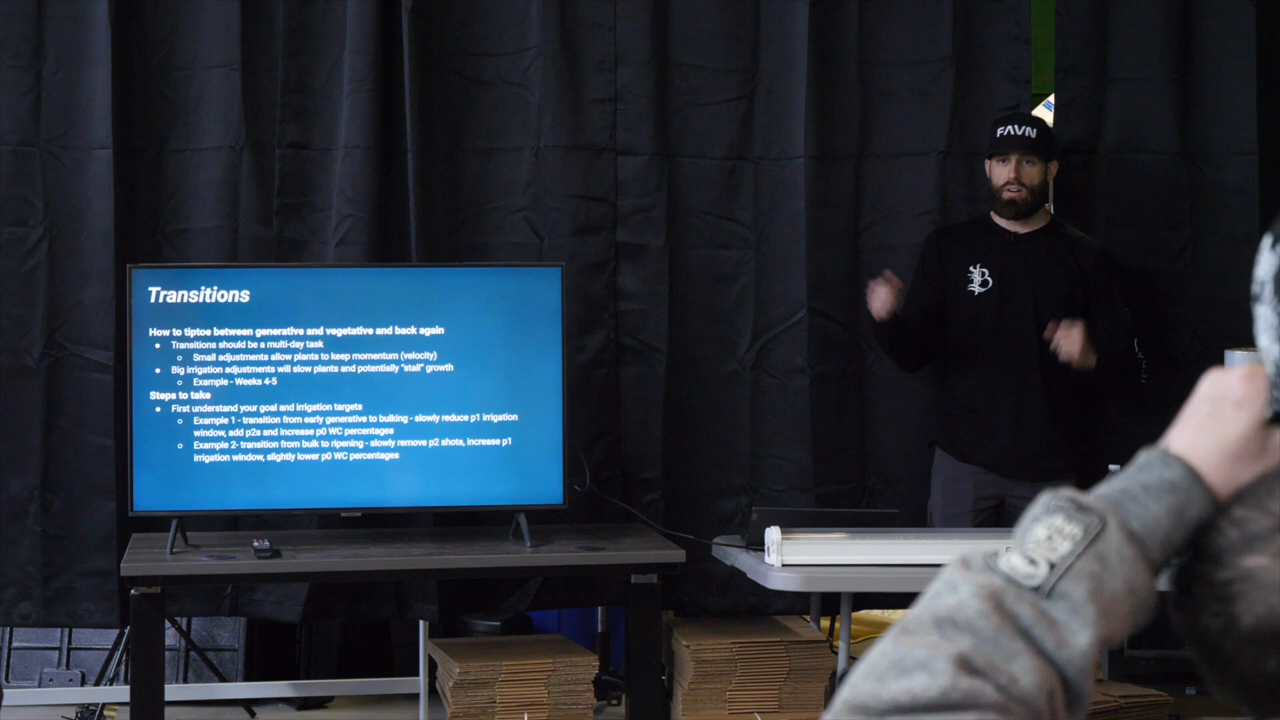 FAVN
B
Transitions
How to tiptoe between generative and vegetative and back again
● Transitions should be a multi-day task
○ Small adjustments allow plants to keep momentum (velocity)
● Big irrigation adjustments will slow plants and potentially "stall" growth
○ Example - Weeks 4-5
Steps to take
● First understand your goal and irrigation targets
○ Example 1 - transition from early generative to bulking - slowly reduce p1 irrigation
window, add p2s and increase p0 WC percentages
○ Example 2- transition from bulk to ripening - slowly remove p2 shots, increase p1
irrigation window, slightly lower p0 WC percentages